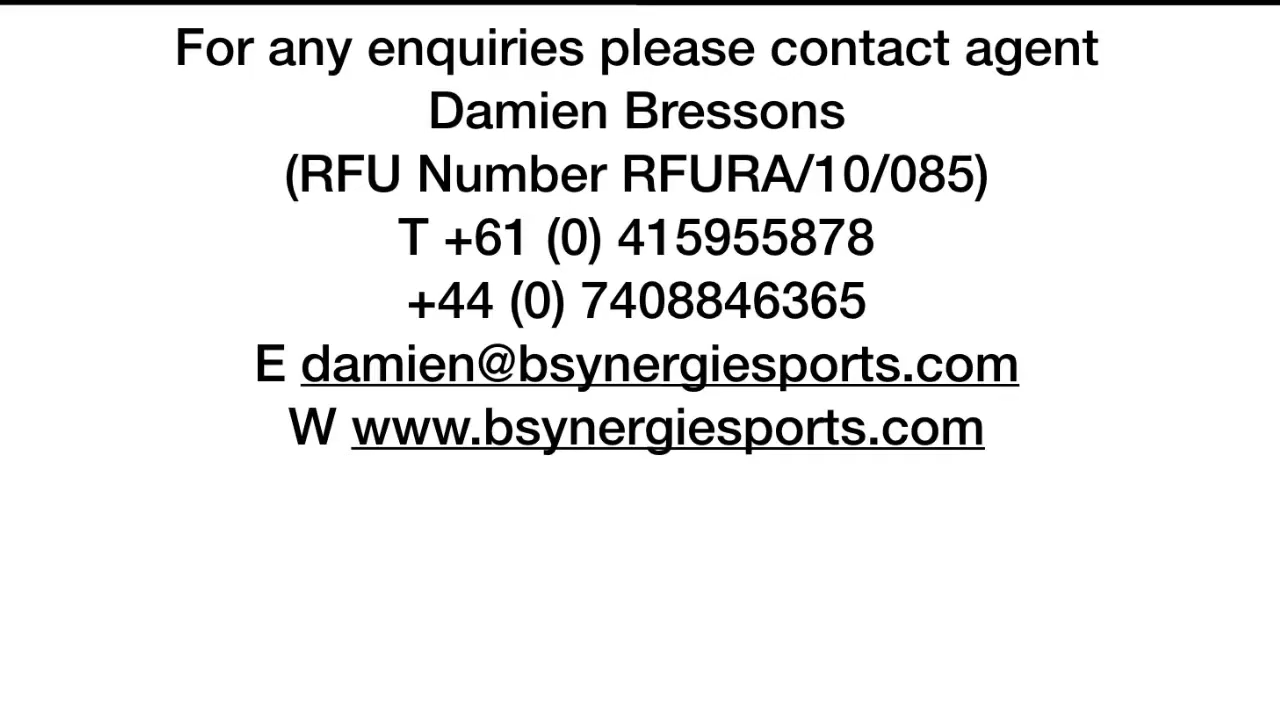 For any enquiries please contact agent
Damien Bressons
(RFU Number RFURA/10/085)
T +61 (0) 415955878
+44 (0) 7408846365
E damien@bsynergiesports.com
W www.bsynergiesports.com